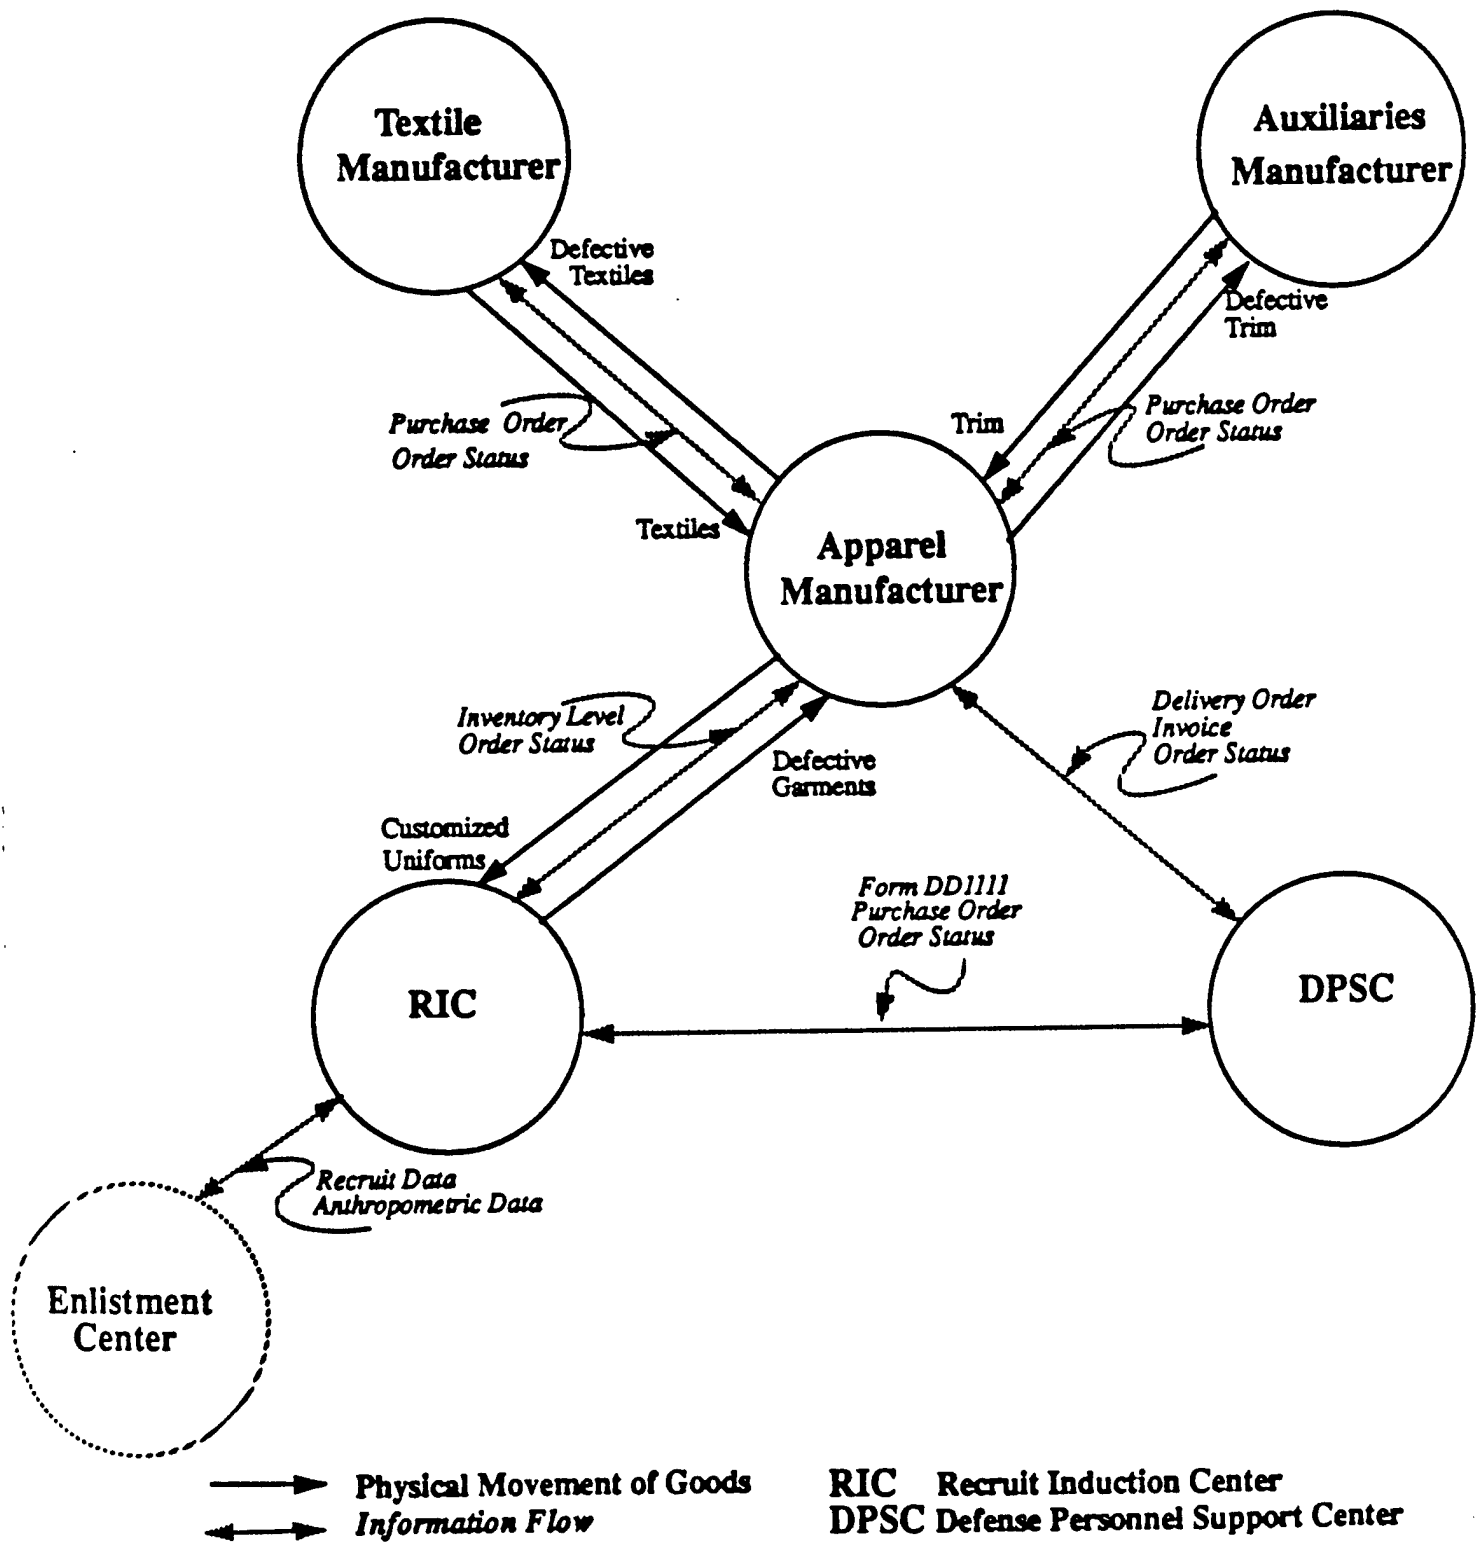 Textile
Manufacturer
Auxiliaries
Manufacturer
Defective
Textiles
Defective
Trim
Purchase Order
Order Status
Trim
Purchase Order
Order Status
Textiles
Apparel
Manufacturer
Inventory Level
Order Status
Delivery Order
Invoice
Order Status
Defective
Garments
Customized
Uniforms
Form DD1111
Purchase Order
Order Status
RIC
DPSC
Recruit Data
Anthropometric Data
Enlistment
Center
Physical Movement of Goods
Information Flow
RIC Recruit Induction Center
DPSC Defense Personnel Support Center